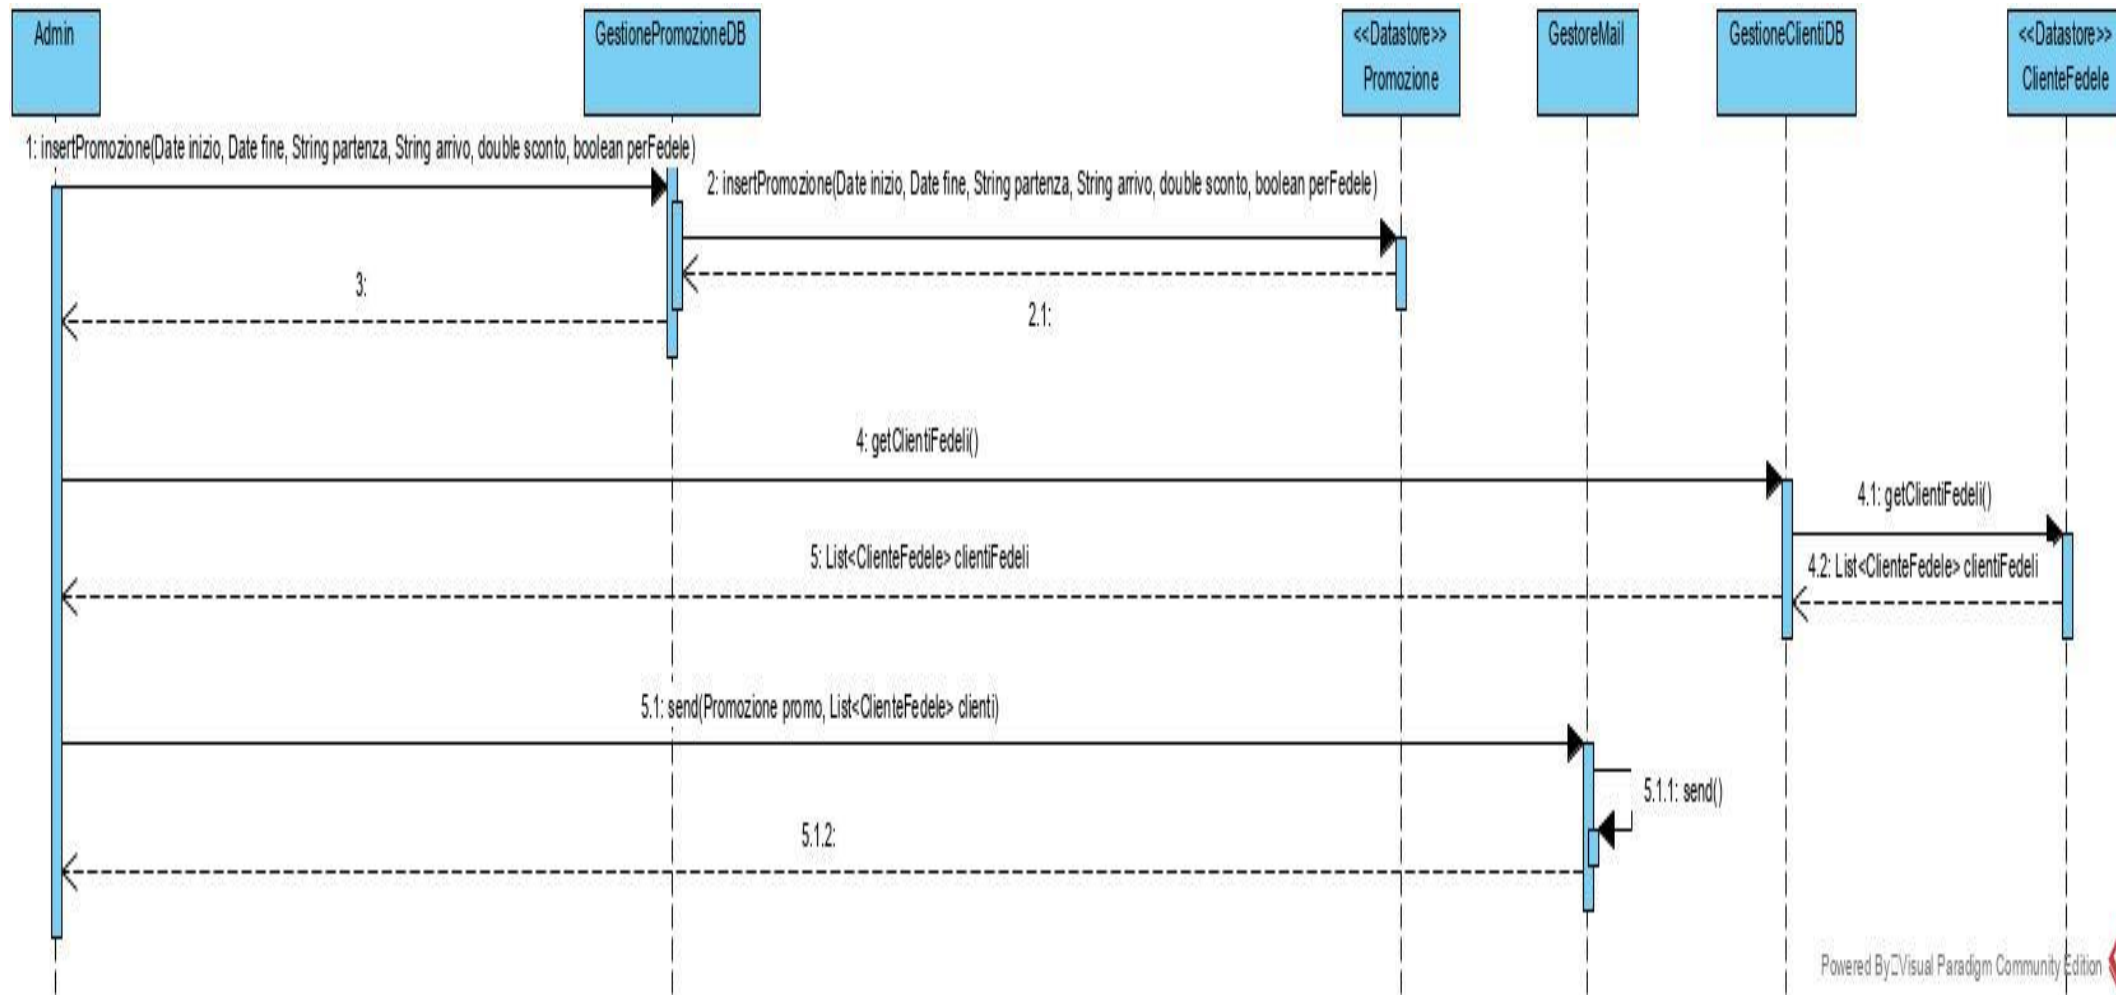 Admin
GestionePromozioneDB
<<Datastore>>
Promozione
GestoreMail
GestioneClientiDB
<<Datastore>>
ClienteFedele
1: insertPromozione(Date inizio, Date fine, String partenza, String arrivo, double sconto, boolean perFedele)
2: insertPromozione(Date inizio, Date fine, String partenza, String arrivo, double sconto, boolean perFedele)
3:
2.1:
4: getClientiFedeli()
4.1: getClientiFedeli()
5: List<ClienteFedele> clientiFedeli
4.2: List<ClienteFedele> clientiFedeli
5.1: send(Promozione promo, List<ClienteFedele> clienti)
5.1.1: send()
5.1.2:
Powered By Visual Paradigm Community Edition